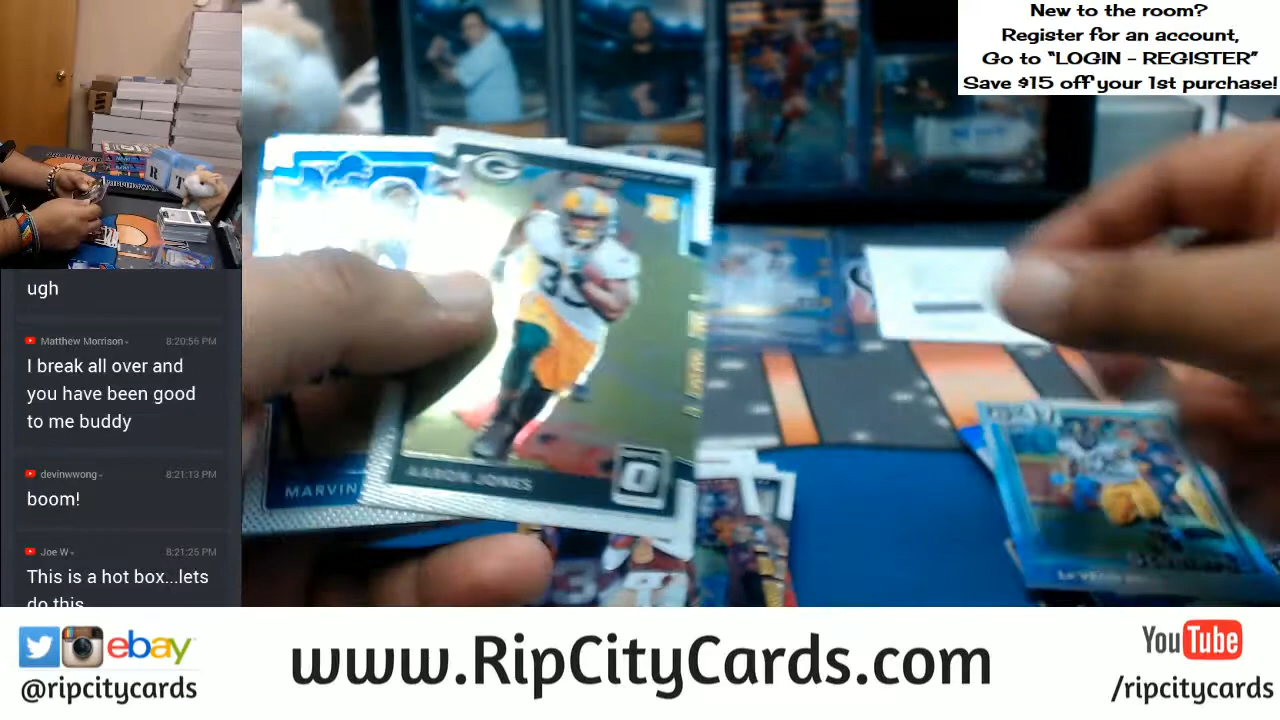 New to the room?
Register for an account,
Go to “LOGIN - REGISTER”
Save $15 off your 1st purchase!
ugh
Matthew Morrison
8:20:56 PM
I break all over and
you have been good
to me buddy
devinwwong
8:21:13 PM
boom!
Joe W
8:21:25 PM
This is a hot box...lets
do this
G
33
AARON JONES
MARVIN
O
ebay
@ripcitycards
www.RipCityCards.com
YouTube
/ripcitycards